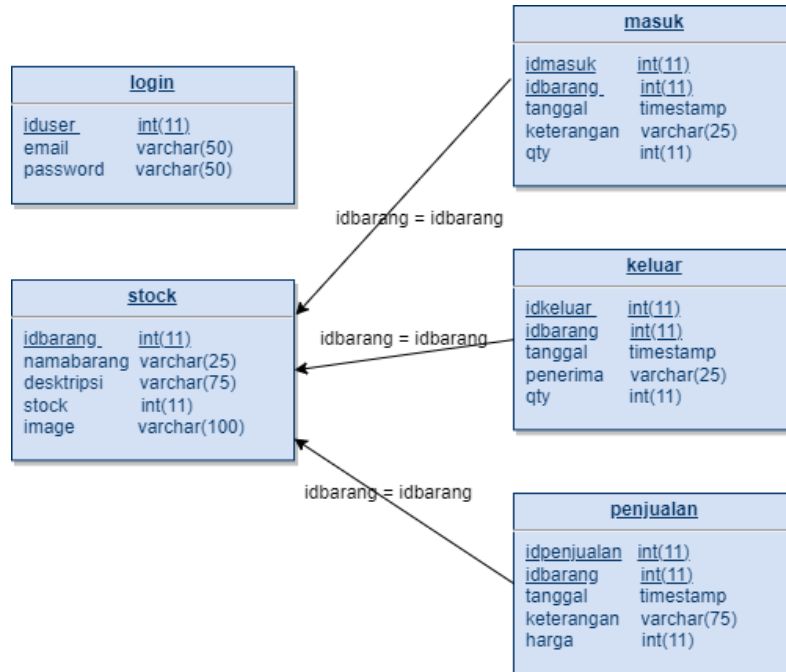 login
iduser int(11)
email varchar(50)
password varchar(50)
stock
idbarang int(11)
namabarang varchar(25)
desktripsi varchar(75)
stock int(11)
image varchar(100)
idbarang = idbarang
idbarang = idbarang
idbarang = idbarang
masuk
idmasuk int(11)
idbarang int(11)
tanggal timestamp
keterangan varchar(25)
qty int(11)
keluar
idkeluar int(11)
idbarang int(11)
tanggal timestamp
penerima varchar(25)
qty int(11)
penjualan
idpenjualan int(11)
idbarang int(11)
tanggal timestamp
keterangan varchar(75)
harga int(11)